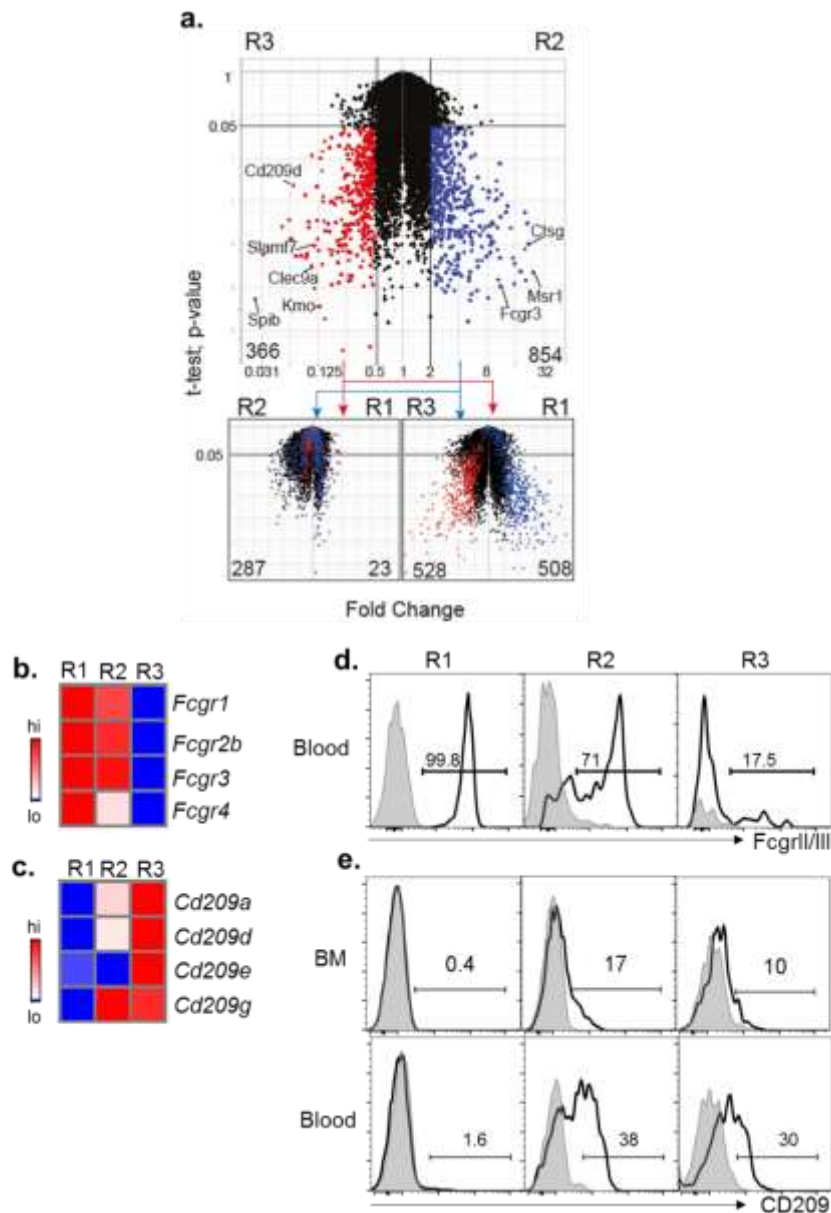 a.
R3 R2
1
0.05
Cd209d
Slamf7
Clec9a
Kmo
Spib
Ctsg
Msr1
Fcgr3
366 854
0.031 0.125 0.5 1 2 8 32
t-test; p-value
R2 R1 R3 R1
0.05
287 23 528 508
Fold Change
b.
R1 R2 R3
hi
lo
Fcgr1
Fcgr2b
Fcgr3
Fcgr4
c.
R1 R2 R3
hi
lo
Cd209a
Cd209d
Cd209e
Cd209g
d.
R1 R2 R3
Blood
99.8 71 17.5
FcgrII/III
e.
BM
0.4 17 10
Blood
1.6 38 30
CD209